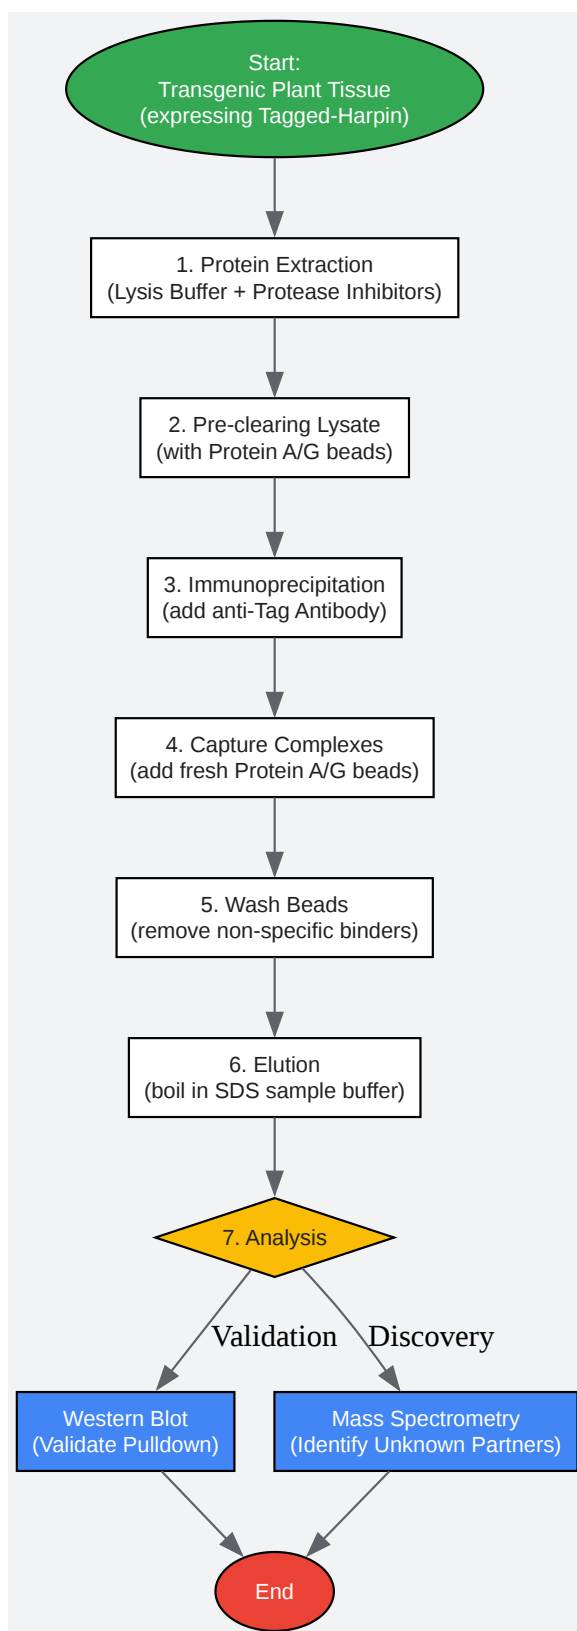 Start:
Transgenic Plant Tissue
(expressing Tagged-Harpin)
1. Protein Extraction
(Lysis Buffer + Protease Inhibitors)
2. Pre-clearing Lysate
(with Protein A/G beads)
3. Immunoprecipitation
(add anti-Tag Antibody)
4. Capture Complexes
(add fresh Protein A/G beads)
5. Wash Beads
(remove non-specific binders)
6. Elution
(boil in SDS sample buffer)
7. Analysis
Validation
Discovery
Western Blot
(Validate Pulldown)
Mass Spectrometry
(Identify Unknown Partners)
End